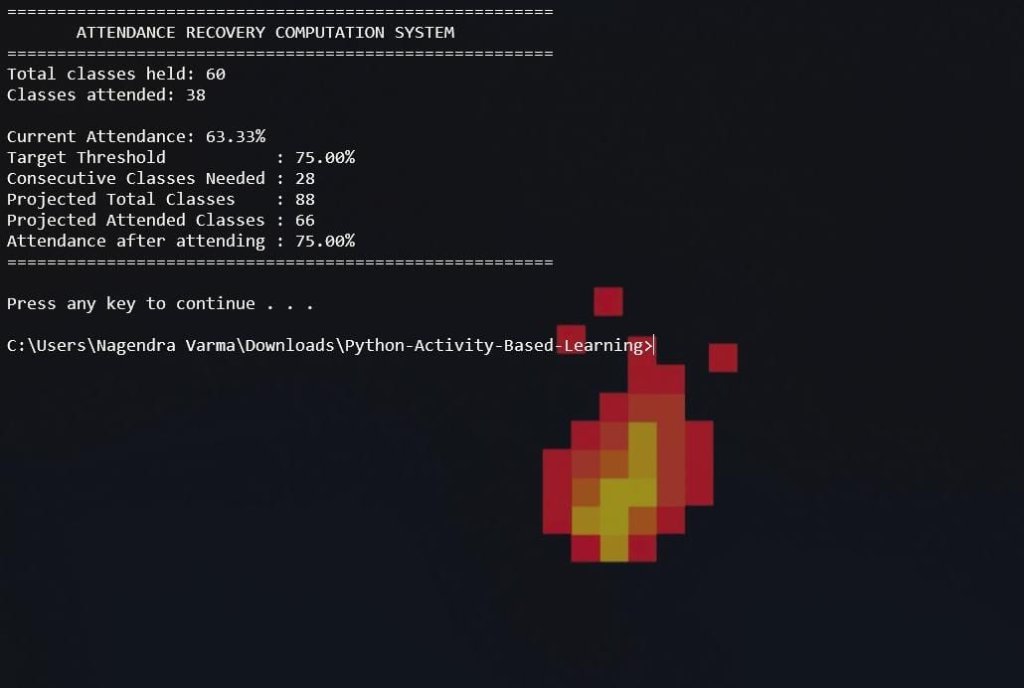 =======================================================
ATTENDANCE RECOVERY COMPUTATION SYSTEM
=======================================================
Total classes held: 60
Classes attended: 38
Current Attendance: 63.33%
Target Threshold           : 75.00%
Consecutive Classes Needed : 28
Projected Total Classes    : 88
Projected Attended Classes : 66
Attendance after attending : 75.00%
=======================================================
Press any key to continue . . .
C:\Users\Nagendra Varma\Downloads\Python-Activity-Based-Learning>